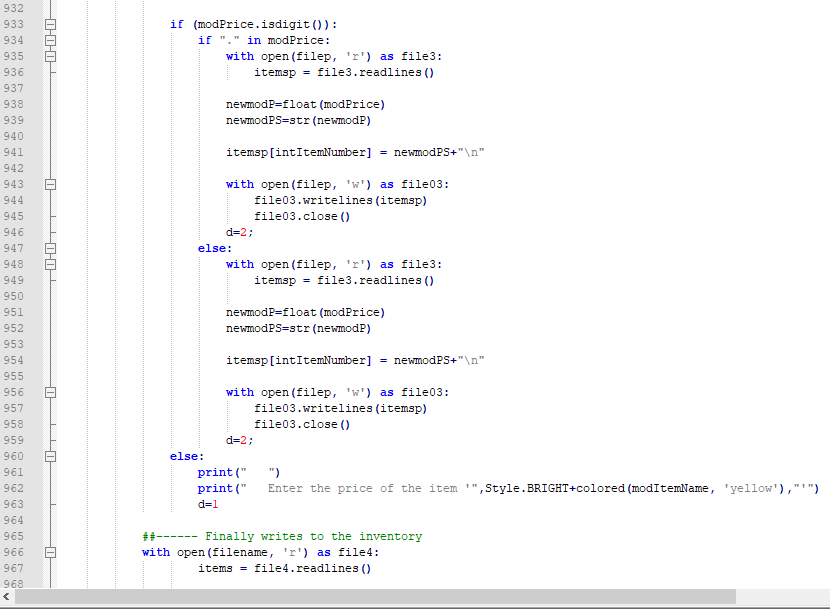 932
933 if (modPrice.isdigit()):
934 if "." in modPrice:
935 with open(filep, 'r') as file3:
936 itemsp = file3.readlines()
937
938 newmodP=float(modPrice)
939 newmodPS=str(newmodP)
940
941 itemsp[intItemNumber] = newmodPS+"\n"
942
943 with open(filep, 'w') as file03:
944 file03.writelines(itemsp)
945 file03.close()
946 d=2;
947 else:
948 with open(filep, 'r') as file3:
949 itemsp = file3.readlines()
950
951 newmodP=float(modPrice)
952 newmodPS=str(newmodP)
953
954 itemsp[intItemNumber] = newmodPS+"\n"
955
956 with open(filep, 'w') as file03:
957 file03.writelines(itemsp)
958 file03.close()
959 d=2;
960 else:
961 print("   ")
962 print("   Enter the price of the item '",Style.BRIGHT+colored(modItemName, 'yellow'),"'")
963 d=1
964
965 ##------ Finally writes to the inventory
966 with open(filename, 'r') as file4:
967 items = file4.readlines()
968